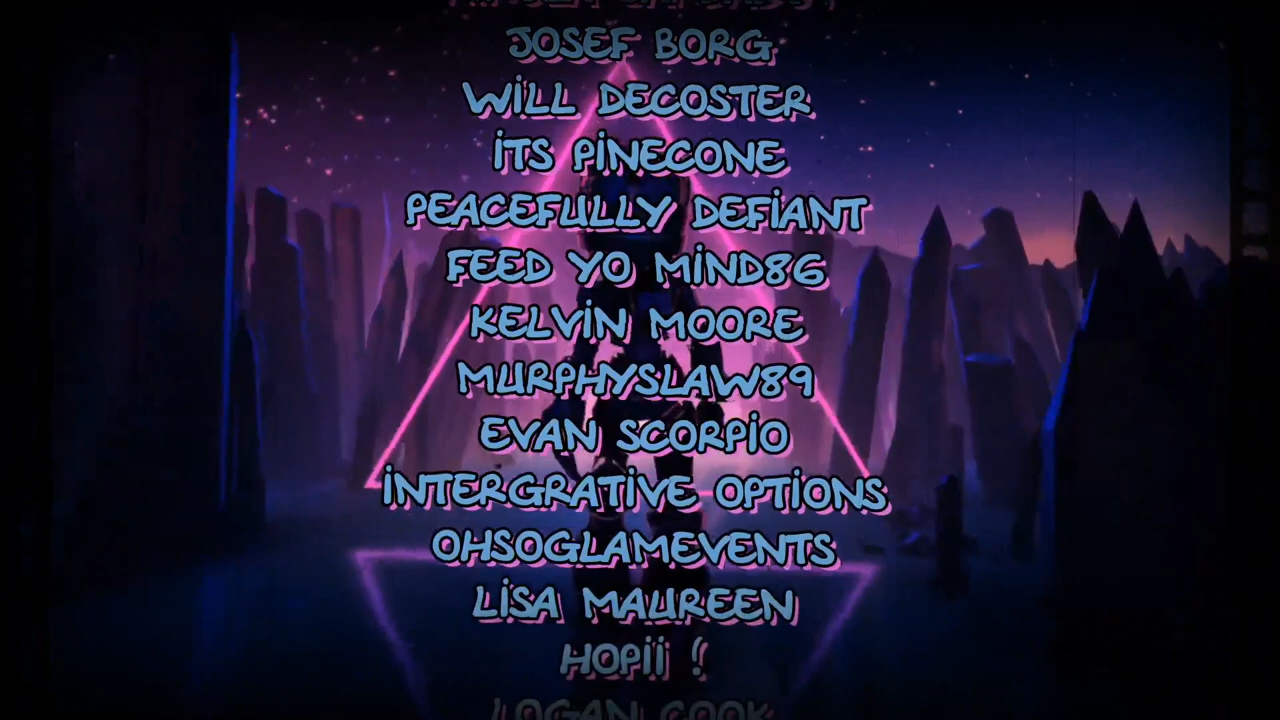 JOSEF BORG
WiLL DECOSTER
iTS PiNECONE
PEACEFULLY DEFiANT
FEED YO MiND86
KELViN MOORE
MURPHYSLAW89
EVAN SCORPiO
iNTERGRATiVE OPTiONS
OHSOGLAMEVENTS
LiSA MAUREEN
HOPii !
LOGAN COOK